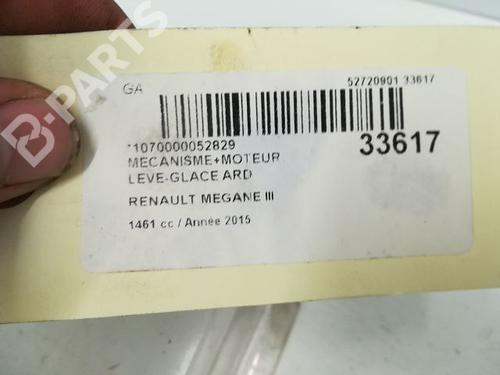 B-PARTS
GA
52720901 33617
*1070000052829
33617
MECANISME+MOTEUR
LEVE-GLACE ARD
RENAULT MEGANE III
1461 cc / Année 2015